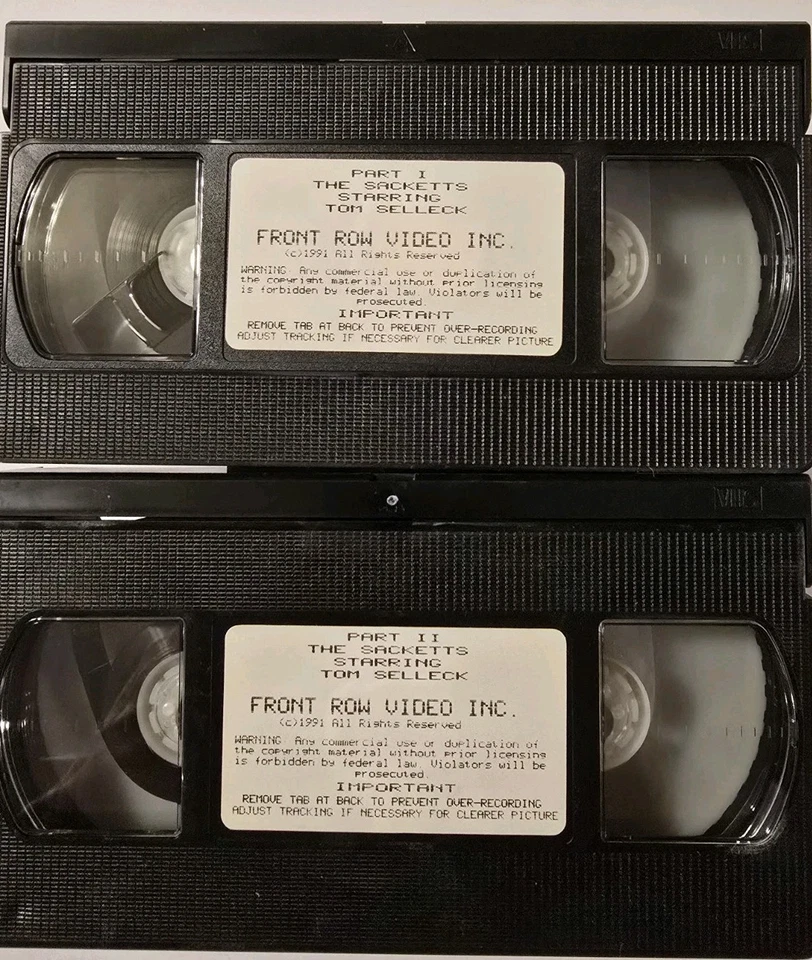 VHS
PART I
THE SACKETTS
STARRING
TOM SELLECK
FRONT ROW VIDEO INC.
(c)1991 All Rights Reserved
WARNING: Any commercial use or duplication of
the copyright material without prior licensing
is forbidden by federal law. Violators will be
prosecuted.
IMPORTANT
REMOVE TAB AT BACK TO PREVENT OVER-RECORDING
ADJUST TRACKING IF NECESSARY FOR CLEARER PICTURE
VHS
PART II
THE SACKETTS
STARRING
TOM SELLECK
FRONT ROW VIDEO INC.
(c)1991 All Rights Reserved
WARNING: Any commercial use or duplication of
the copyright material without prior licensing
is forbidden by federal law. Violators will be
prosecuted.
IMPORTANT
REMOVE TAB AT BACK TO PREVENT OVER-RECORDING
ADJUST TRACKING IF NECESSARY FOR CLEARER PICTURE